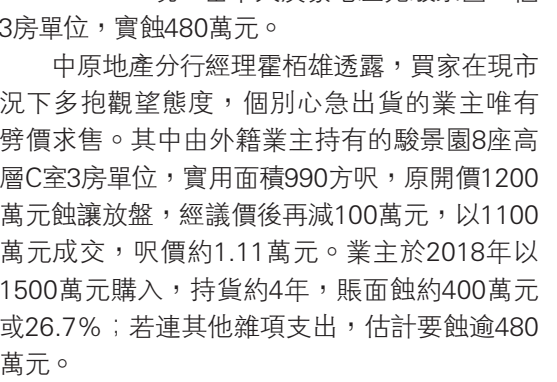 3房單位，實蝕480萬元。
中原地產分行經理霍栢雄透露，買家在現市
況下多抱觀望態度，個別心急出貨的業主唯有
劈價求售。其中由外籍業主持有的駿景園8座高
層C室3房單位，實用面積990方呎，原開價1200
萬元蝕讓放盤，經議價後再減100萬元，以1100
萬元成交，呎價約1.11萬元。業主於2018年以
1500萬元購入，持貨約4年，賬面蝕約400萬元
或26.7%；若連其他雜項支出，估計要蝕逾480
萬元。